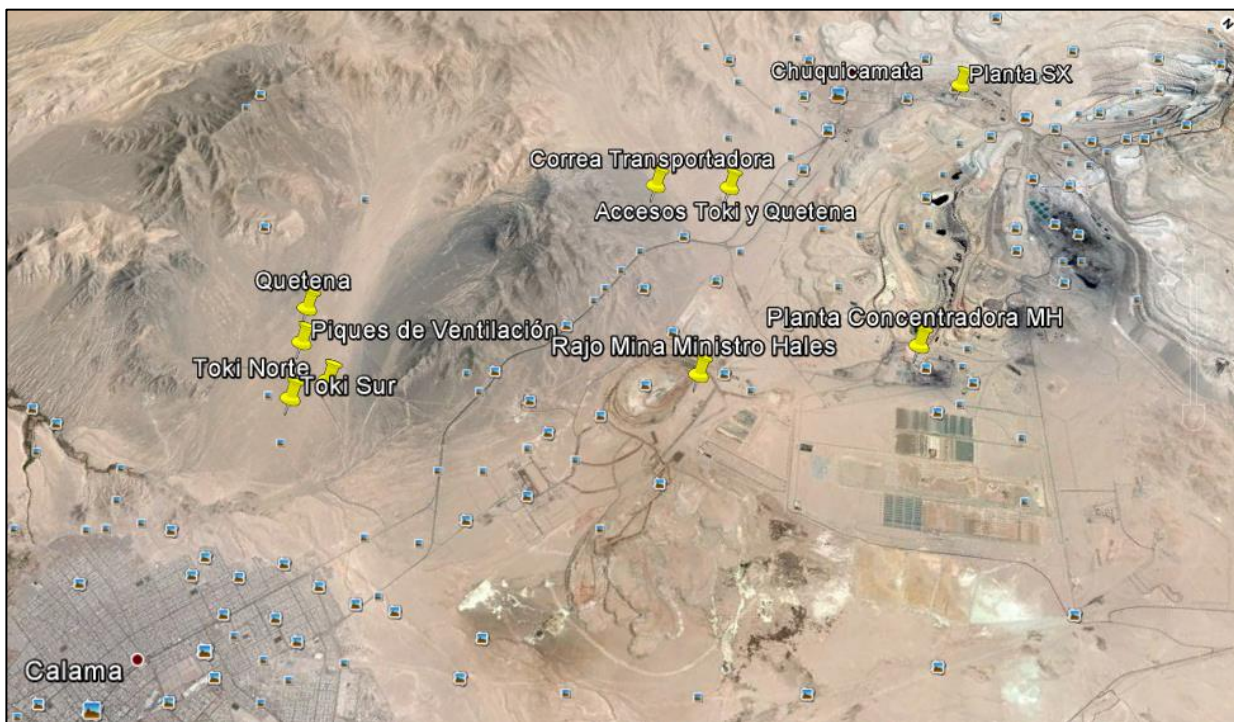 N
Chuquicamata
Planta SX
Correa Transportadora
Accesos Toki y Quetena
Quetena
Piques de Ventilación
Planta Concentradora MH
Rajo Mina Ministro Hales
Toki Norte
Toki Sur
Calama